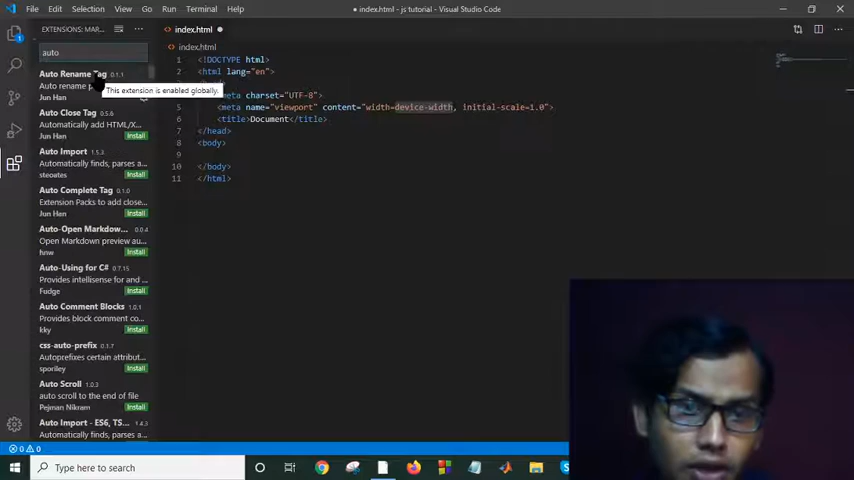 File Edit Selection View Go Run Terminal Help
● index.html - js tutorial - Visual Studio Code
EXTENSIONS: MAR...
auto
Auto Rename Tag 0.1.1
Auto rename p
Jun Han
This extension is enabled globally.
Auto Close Tag 0.5.6
Automatically add HTML/X...
Jun Han Install
Auto Import 1.5.3
Automatically finds, parses a...
steoates Install
Auto Complete Tag 0.1.0
Extension Packs to add close...
Jun Han Install
Auto-Open Markdow... 0.0.4
Open Markdown preview au...
hnw Install
Auto-Using for C# 0.7.15
Provides intellisense for and ...
Fudge Install
Auto Comment Blocks 1.0.1
Provides block comment co...
kky Install
css-auto-prefix 0.1.7
Autoprefixes certain attribut...
sporiley Install
Auto Scroll 1.0.3
auto scroll to the end of file
Pejman Nikram Install
Auto Import - ES6, TS...
Automatically finds, parses a...
index.html ●
index.html
1 <!DOCTYPE html>
2 <html lang="en">
meta charset="UTF-8">
5 <meta name="viewport" content="width=device-width, initial-scale=1.0">
6 <title>Document</title>
7 </head>
8 <body>
9
10 </body>
11 </html>
0 0
Type here to search